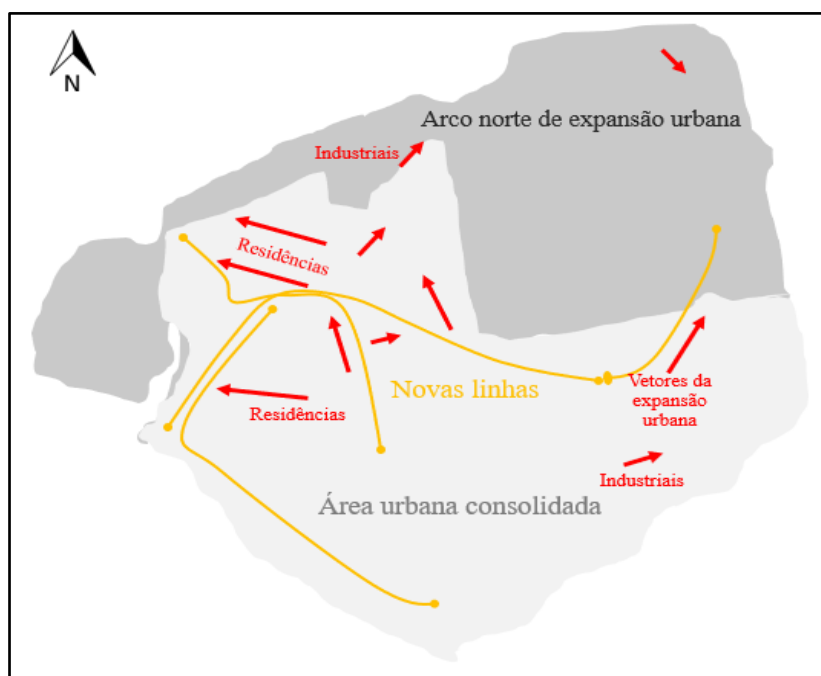 N
Arco norte de expansão urbana
Industriais
Residências
Novas linhas
Residências
Vetores da
expansão
urbana
Industriais
Área urbana consolidada